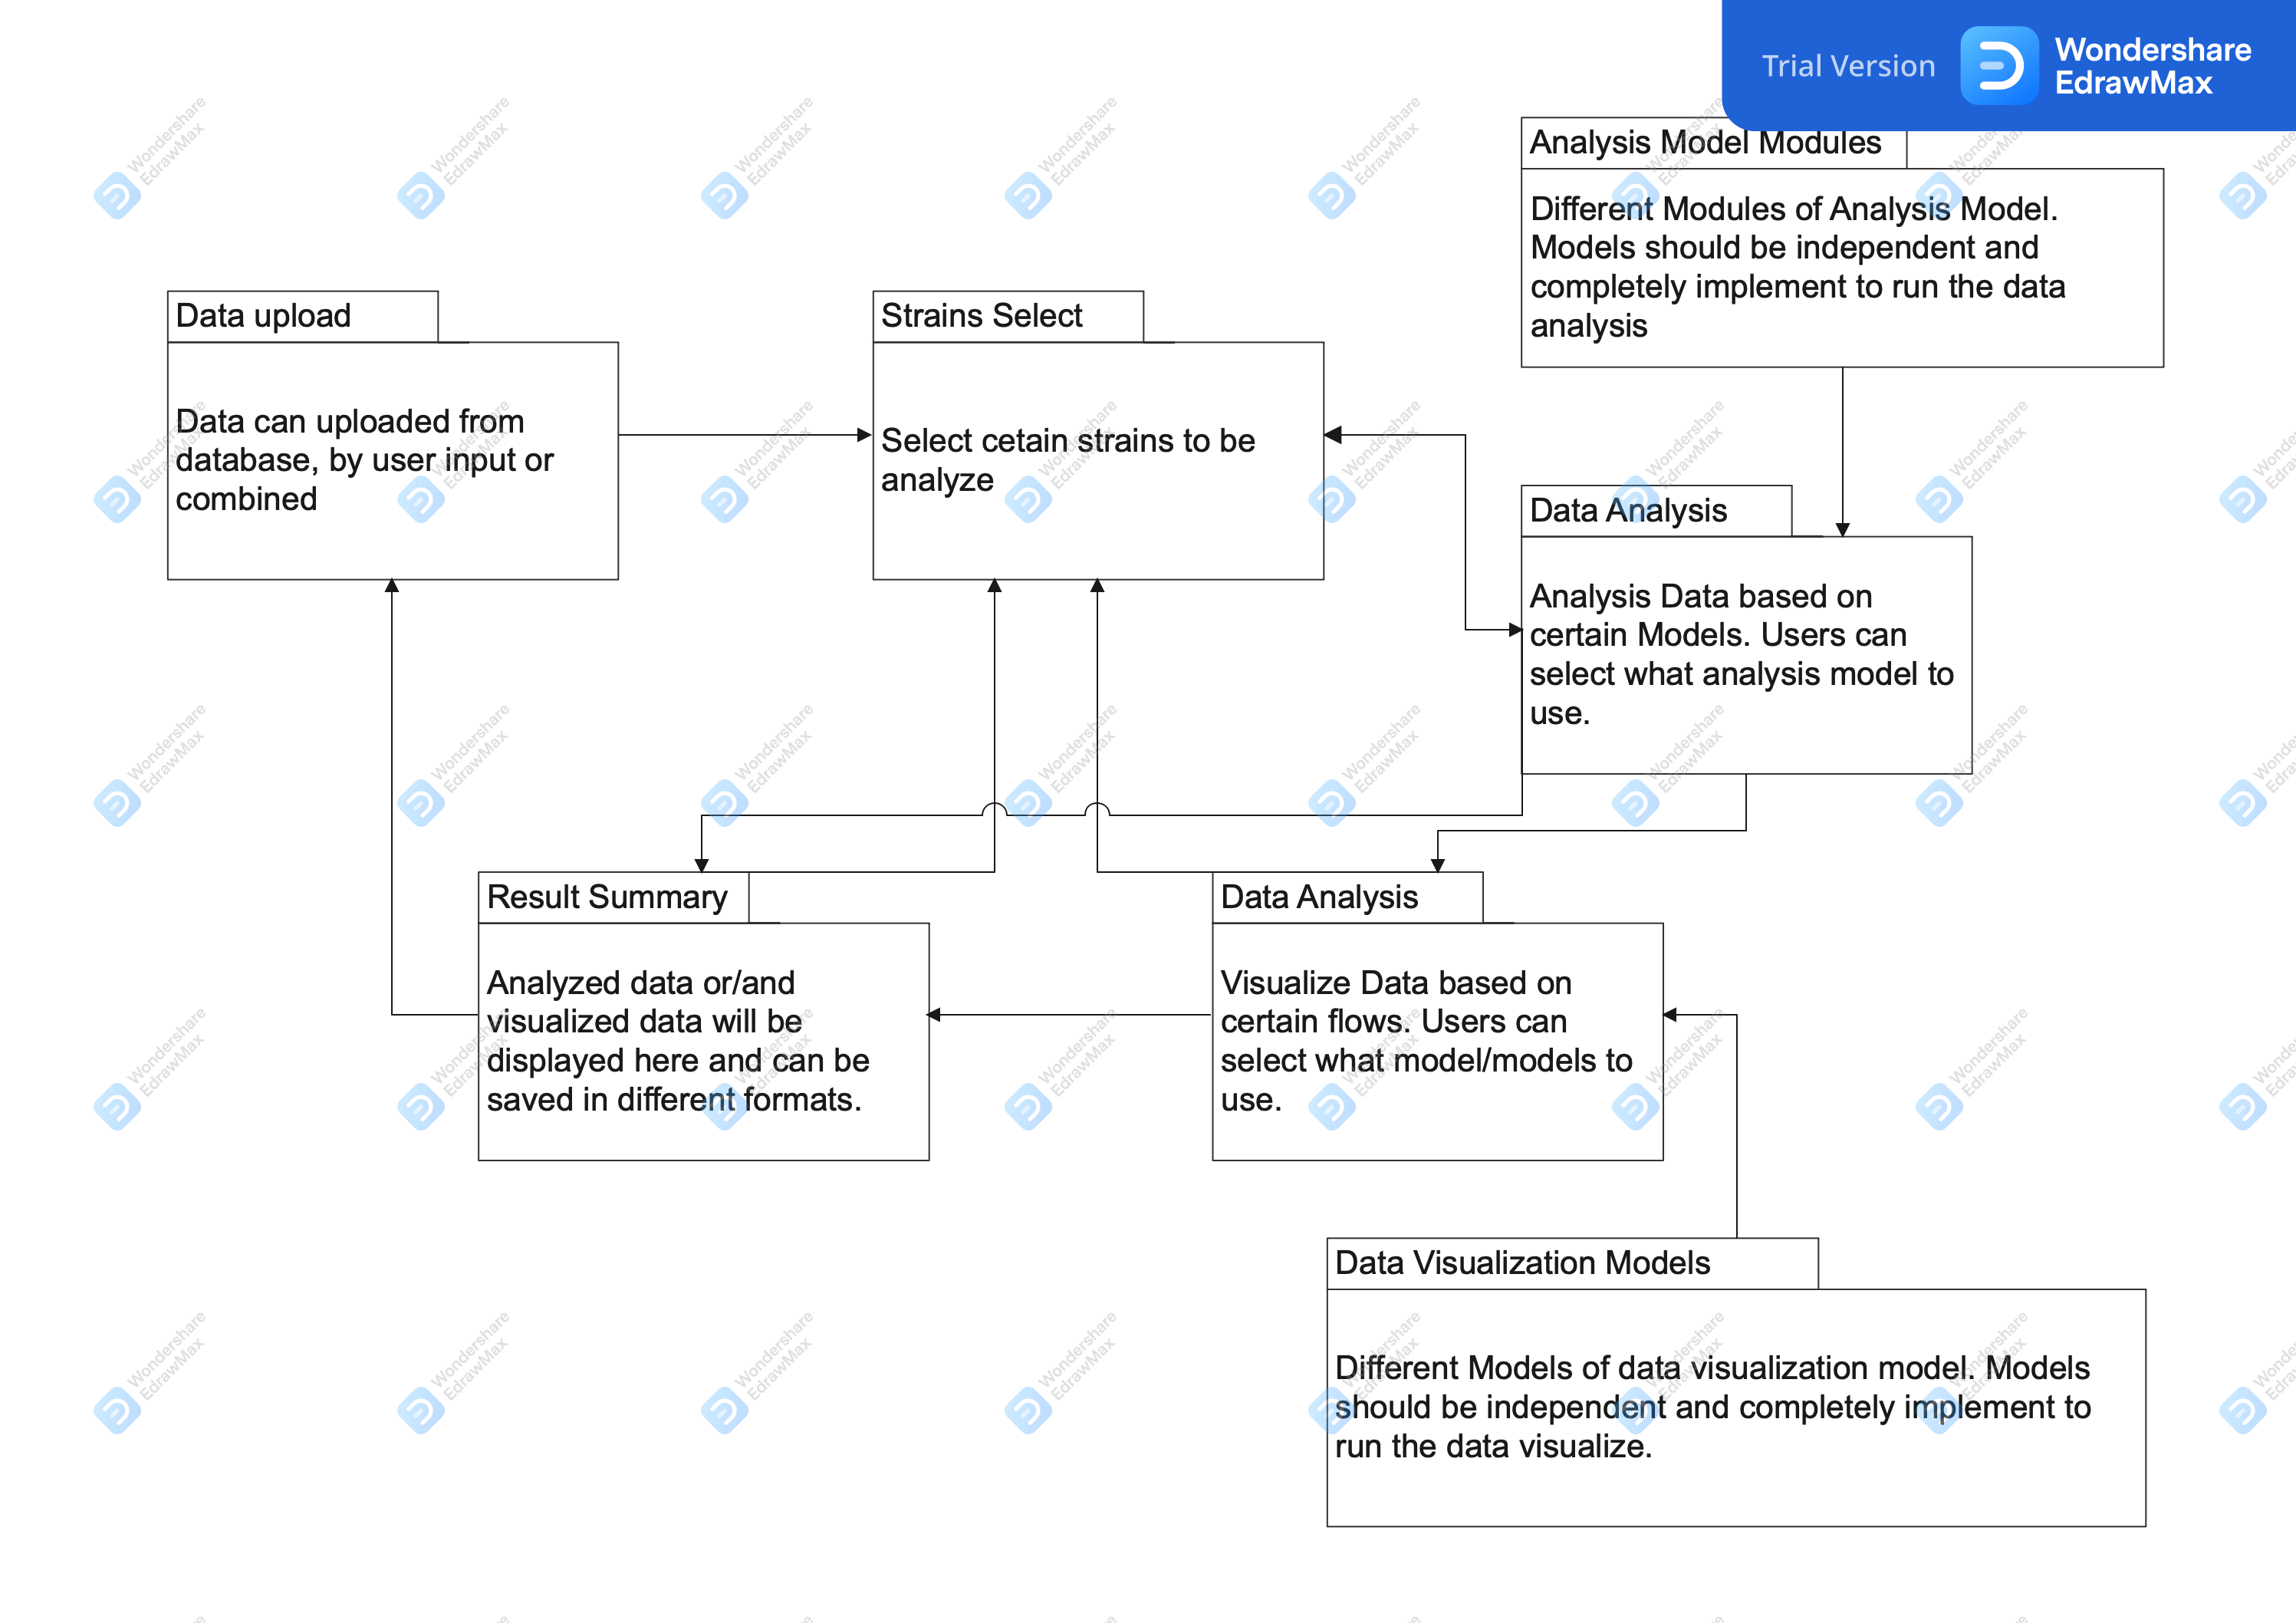 Trial Version
Wondershare
EdrawMax
Analysis Model Modules
Different Modules of Analysis Model.
Models should be independent and
completely implement to run the data
analysis
Data upload
Data can uploaded from
database, by user input or
combined
Strains Select
Select cetain strains to be
analyze
Data Analysis
Analysis Data based on
certain Models. Users can
select what analysis model to
use.
Result Summary
Analyzed data or/and
visualized data will be
displayed here and can be
saved in different formats.
Data Analysis
Visualize Data based on
certain flows. Users can
select what model/models to
use.
Data Visualization Models
Different Models of data visualization model. Models
should be independent and completely implement to
run the data visualize.